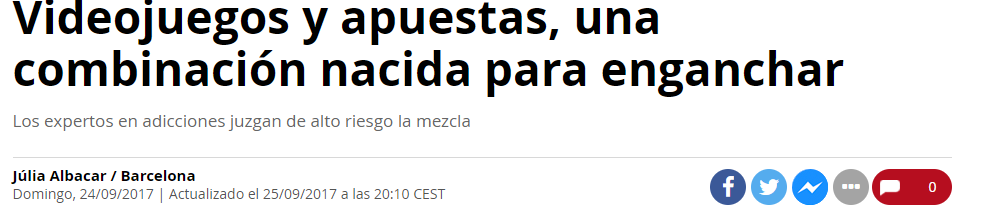 Videojuegos y apuestas, una
combinación nacida para enganchar
Los expertos en adicciones juzgan de alto riesgo la mezcla
Júlia Albacar / Barcelona
Domingo, 24/09/2017 | Actualizado el 25/09/2017 a las 20:10 CEST
0